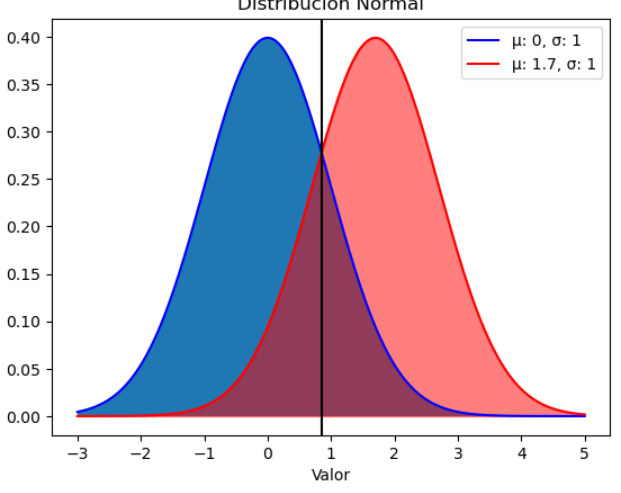 Distribución Normal
μ: 0, σ: 1
μ: 1.7, σ: 1
0.40
0.35
0.30
0.25
0.20
0.15
0.10
0.05
0.00
−3 −2 −1 0 1 2 3 4 5
Valor